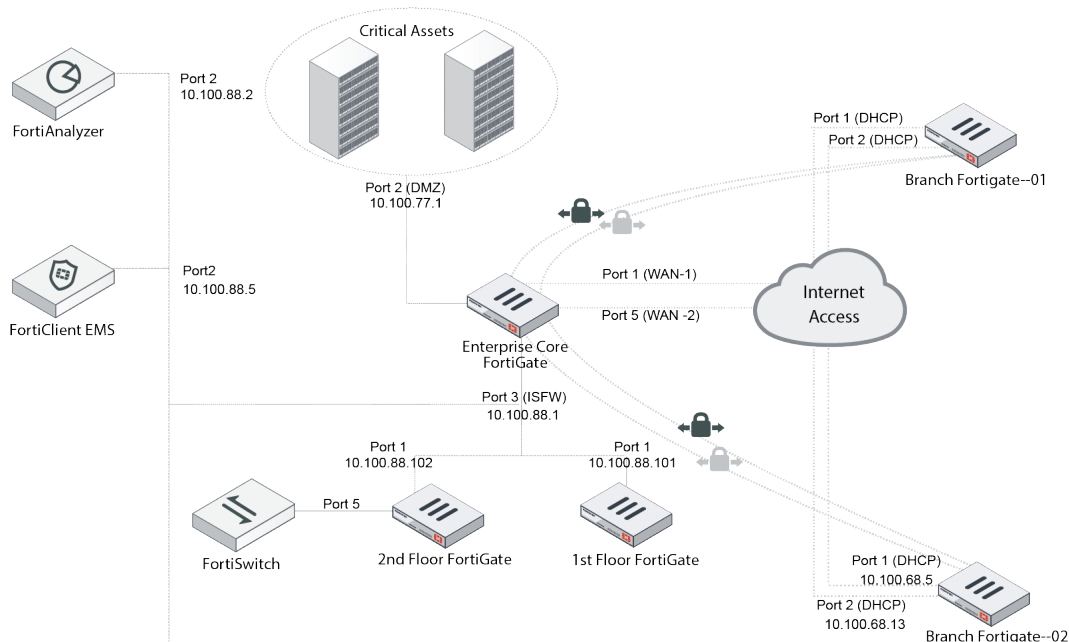 Critical Assets
Port 2
10.100.88.2
FortiAnalyzer
Port 1 (DHCP)
Port 2 (DHCP)
Branch Fortigate--01
Port 2 (DMZ)
10.100.77.1
Port2
10.100.88.5
FortiClient EMS
Port 1 (WAN-1)
Port 5 (WAN -2)
Internet
Access
Enterprise Core
FortiGate
Port 3 (ISFW)
10.100.88.1
Port 1
10.100.88.102
Port 1
10.100.88.101
Port 5
FortiSwitch
2nd Floor FortiGate
1st Floor FortiGate
Port 1 (DHCP)
10.100.68.5
Port 2 (DHCP)
10.100.68.13
Branch Fortigate--02